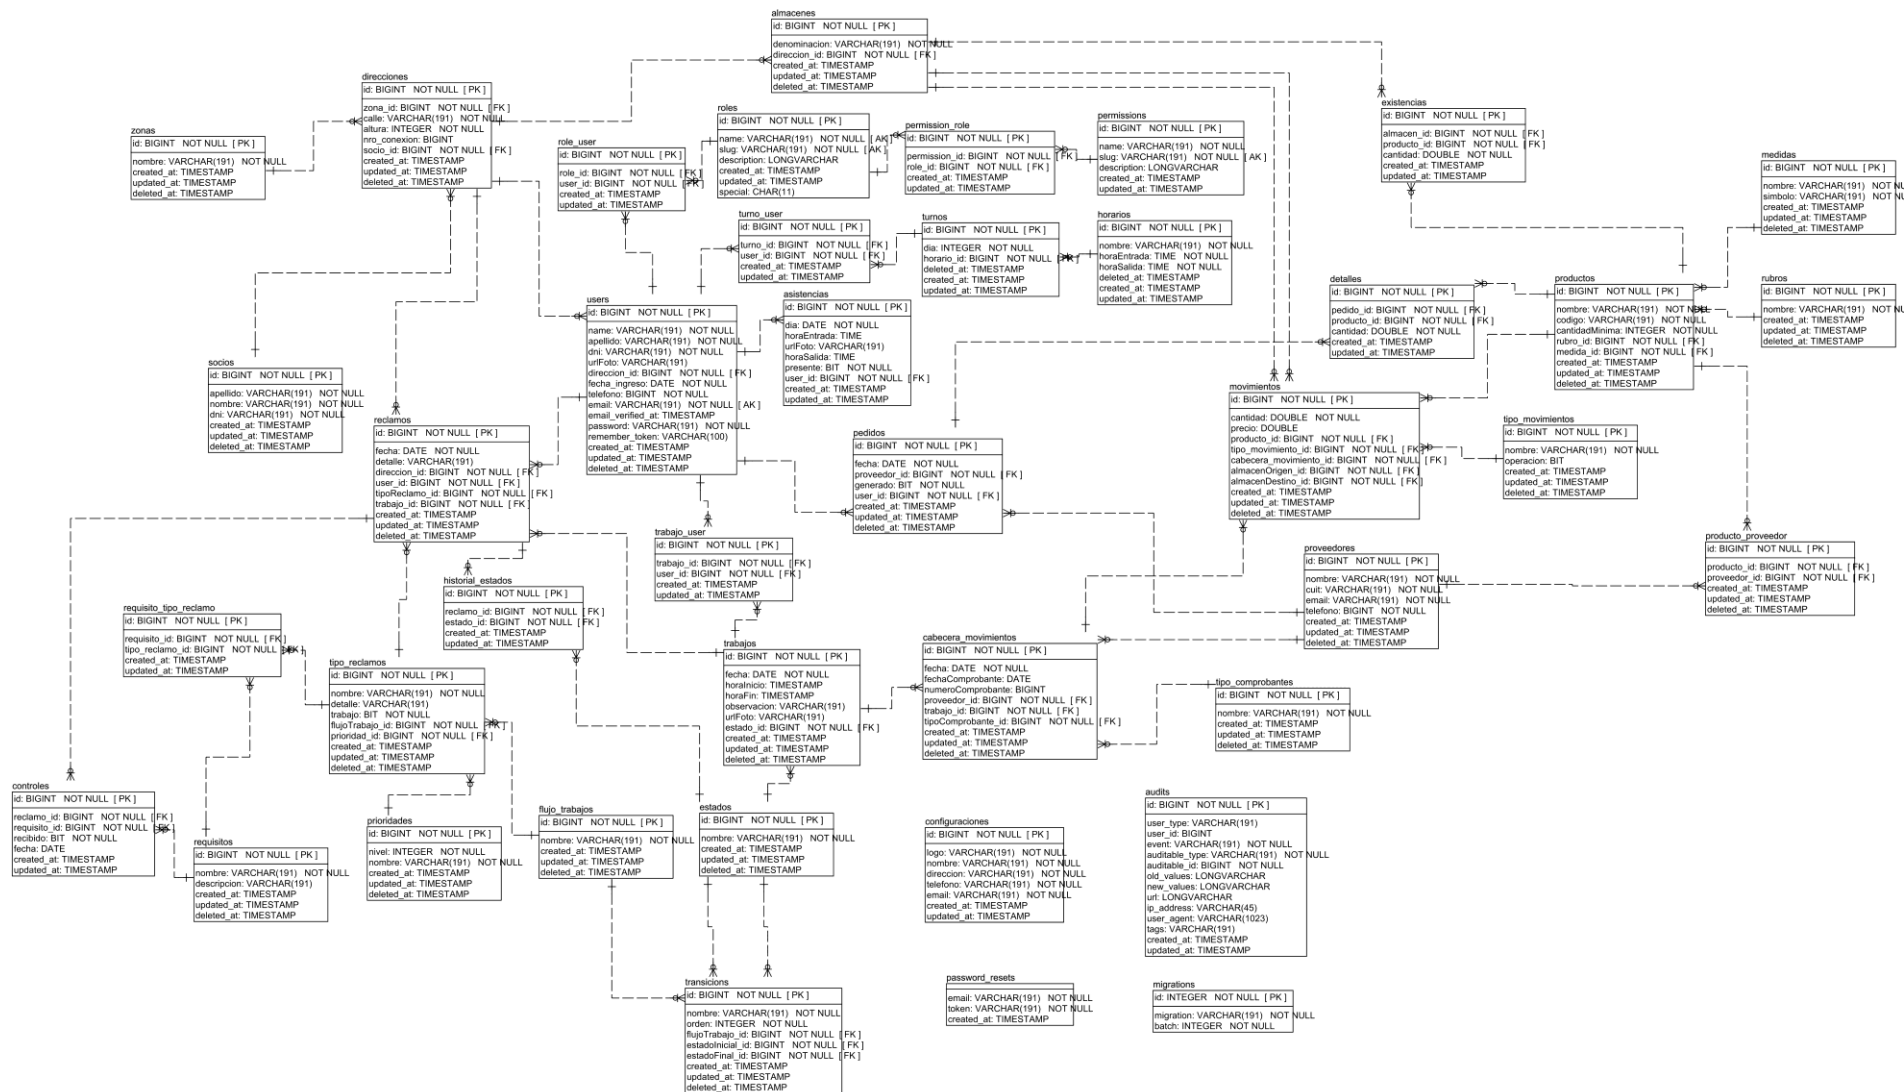 almacenes
id: BIGINT NOT NULL [ PK ]
denominacion: VARCHAR(191) NOT NULL
direccion_id: BIGINT NOT NULL [ FK ]
created_at: TIMESTAMP
updated_at: TIMESTAMP
deleted_at: TIMESTAMP
direcciones
id: BIGINT NOT NULL [ PK ]
zona_id: BIGINT NOT NULL [ FK ]
calle: VARCHAR(191) NOT NULL
altura: INTEGER NOT NULL
nro_conexion: BIGINT
socio_id: BIGINT NOT NULL [ FK ]
created_at: TIMESTAMP
updated_at: TIMESTAMP
deleted_at: TIMESTAMP
zonas
id: BIGINT NOT NULL [ PK ]
nombre: VARCHAR(191) NOT NULL
created_at: TIMESTAMP
updated_at: TIMESTAMP
deleted_at: TIMESTAMP
role_user
id: BIGINT NOT NULL [ PK ]
role_id: BIGINT NOT NULL [ FK ]
user_id: BIGINT NOT NULL [ FK ]
created_at: TIMESTAMP
updated_at: TIMESTAMP
roles
id: BIGINT NOT NULL [ PK ]
name: VARCHAR(191) NOT NULL [ AK ]
slug: VARCHAR(191) NOT NULL [ AK ]
description: LONGVARCHAR
created_at: TIMESTAMP
updated_at: TIMESTAMP
special: CHAR(11)
permission_role
id: BIGINT NOT NULL [ PK ]
permission_id: BIGINT NOT NULL [ FK ]
role_id: BIGINT NOT NULL [ FK ]
created_at: TIMESTAMP
updated_at: TIMESTAMP
permissions
id: BIGINT NOT NULL [ PK ]
name: VARCHAR(191) NOT NULL
slug: VARCHAR(191) NOT NULL [ AK ]
description: LONGVARCHAR
created_at: TIMESTAMP
updated_at: TIMESTAMP
existencias
id: BIGINT NOT NULL [ PK ]
almacen_id: BIGINT NOT NULL [ FK ]
producto_id: BIGINT NOT NULL [ FK ]
cantidad: DOUBLE NOT NULL
created_at: TIMESTAMP
updated_at: TIMESTAMP
medidas
id: BIGINT NOT NULL [ PK ]
nombre: VARCHAR(191) NOT NU
simbolo: VARCHAR(191) NOT NU
created_at: TIMESTAMP
updated_at: TIMESTAMP
deleted_at: TIMESTAMP
turno_user
id: BIGINT NOT NULL [ PK ]
turno_id: BIGINT NOT NULL [ FK ]
user_id: BIGINT NOT NULL [ FK ]
created_at: TIMESTAMP
updated_at: TIMESTAMP
turnos
id: BIGINT NOT NULL [ PK ]
dia: INTEGER NOT NULL
horario_id: BIGINT NOT NULL [ FK ]
deleted_at: TIMESTAMP
created_at: TIMESTAMP
updated_at: TIMESTAMP
horarios
id: BIGINT NOT NULL [ PK ]
nombre: VARCHAR(191) NOT NULL
horaEntrada: TIME NOT NULL
horaSalida: TIME NOT NULL
deleted_at: TIMESTAMP
created_at: TIMESTAMP
updated_at: TIMESTAMP
detalles
id: BIGINT NOT NULL [ PK ]
pedido_id: BIGINT NOT NULL [ FK ]
producto_id: BIGINT NOT NULL [ FK ]
cantidad: DOUBLE NOT NULL
created_at: TIMESTAMP
updated_at: TIMESTAMP
productos
id: BIGINT NOT NULL [ PK ]
nombre: VARCHAR(191) NOT NULL
codigo: VARCHAR(191) NOT NULL
cantidadMinima: INTEGER NOT NULL
rubro_id: BIGINT NOT NULL [ FK ]
medida_id: BIGINT NOT NULL [ FK ]
created_at: TIMESTAMP
updated_at: TIMESTAMP
deleted_at: TIMESTAMP
rubros
id: BIGINT NOT NULL [ PK ]
nombre: VARCHAR(191) NOT NU
created_at: TIMESTAMP
updated_at: TIMESTAMP
deleted_at: TIMESTAMP
users
id: BIGINT NOT NULL [ PK ]
name: VARCHAR(191) NOT NULL
apellido: VARCHAR(191) NOT NULL
dni: VARCHAR(191) NOT NULL
urlFoto: VARCHAR(191)
direccion_id: BIGINT NOT NULL [ FK ]
fecha_ingreso: DATE NOT NULL
telefono: BIGINT NOT NULL
email: VARCHAR(191) NOT NULL [ AK ]
email_verified_at: TIMESTAMP
password: VARCHAR(191) NOT NULL
remember_token: VARCHAR(100)
created_at: TIMESTAMP
updated_at: TIMESTAMP
deleted_at: TIMESTAMP
asistencias
id: BIGINT NOT NULL [ PK ]
dia: DATE NOT NULL
horaEntrada: TIME
urlFoto: VARCHAR(191)
horaSalida: TIME
presente: BIT NOT NULL
user_id: BIGINT NOT NULL [ FK ]
created_at: TIMESTAMP
updated_at: TIMESTAMP
socios
id: BIGINT NOT NULL [ PK ]
apellido: VARCHAR(191) NOT NULL
nombre: VARCHAR(191) NOT NULL
dni: VARCHAR(191) NOT NULL
created_at: TIMESTAMP
updated_at: TIMESTAMP
deleted_at: TIMESTAMP
reclamos
id: BIGINT NOT NULL [ PK ]
fecha: DATE NOT NULL
detalle: VARCHAR(191)
direccion_id: BIGINT NOT NULL [ FK ]
user_id: BIGINT NOT NULL [ FK ]
tipoReclamo_id: BIGINT NOT NULL [ FK ]
trabajo_id: BIGINT NOT NULL [ FK ]
created_at: TIMESTAMP
updated_at: TIMESTAMP
deleted_at: TIMESTAMP
pedidos
id: BIGINT NOT NULL [ PK ]
fecha: DATE NOT NULL
proveedor_id: BIGINT NOT NULL [ FK ]
generado: BIT NOT NULL
user_id: BIGINT NOT NULL [ FK ]
created_at: TIMESTAMP
updated_at: TIMESTAMP
deleted_at: TIMESTAMP
movimientos
id: BIGINT NOT NULL [ PK ]
cantidad: DOUBLE NOT NULL
precio: DOUBLE
producto_id: BIGINT NOT NULL [ FK ]
tipo_movimiento_id: BIGINT NOT NULL [ FK ]
cabecera_movimiento_id: BIGINT NOT NULL [ FK ]
almacenOrigen_id: BIGINT NOT NULL [ FK ]
almacenDestino_id: BIGINT NOT NULL [ FK ]
created_at: TIMESTAMP
updated_at: TIMESTAMP
deleted_at: TIMESTAMP
tipo_movimientos
id: BIGINT NOT NULL [ PK ]
nombre: VARCHAR(191) NOT NULL
operacion: BIT
created_at: TIMESTAMP
updated_at: TIMESTAMP
deleted_at: TIMESTAMP
trabajo_user
id: BIGINT NOT NULL [ PK ]
trabajo_id: BIGINT NOT NULL [ FK ]
user_id: BIGINT NOT NULL [ FK ]
created_at: TIMESTAMP
updated_at: TIMESTAMP
historial_estados
id: BIGINT NOT NULL [ PK ]
reclamo_id: BIGINT NOT NULL [ FK ]
estado_id: BIGINT NOT NULL [ FK ]
created_at: TIMESTAMP
updated_at: TIMESTAMP
proveedores
id: BIGINT NOT NULL [ PK ]
nombre: VARCHAR(191) NOT NULL
cuit: VARCHAR(191) NOT NULL
email: VARCHAR(191) NOT NULL
telefono: BIGINT NOT NULL
created_at: TIMESTAMP
updated_at: TIMESTAMP
deleted_at: TIMESTAMP
producto_proveedor
id: BIGINT NOT NULL [ PK ]
producto_id: BIGINT NOT NULL [ FK ]
proveedor_id: BIGINT NOT NULL [ FK ]
created_at: TIMESTAMP
updated_at: TIMESTAMP
deleted_at: TIMESTAMP
requisito_tipo_reclamo
id: BIGINT NOT NULL [ PK ]
requisito_id: BIGINT NOT NULL [ FK ]
tipo_reclamo_id: BIGINT NOT NULL [ FK ]
created_at: TIMESTAMP
updated_at: TIMESTAMP
tipo_reclamos
id: BIGINT NOT NULL [ PK ]
nombre: VARCHAR(191) NOT NULL
detalle: VARCHAR(191)
trabajo: BIT NOT NULL
flujoTrabajo_id: BIGINT NOT NULL [ FK ]
prioridad_id: BIGINT NOT NULL [ FK ]
created_at: TIMESTAMP
updated_at: TIMESTAMP
deleted_at: TIMESTAMP
trabajos
id: BIGINT NOT NULL [ PK ]
fecha: DATE NOT NULL
horaInicio: TIMESTAMP
horaFin: TIMESTAMP
observacion: VARCHAR(191)
urlFoto: VARCHAR(191)
estado_id: BIGINT NOT NULL [ FK ]
created_at: TIMESTAMP
updated_at: TIMESTAMP
deleted_at: TIMESTAMP
cabecera_movimientos
id: BIGINT NOT NULL [ PK ]
fecha: DATE NOT NULL
fechaComprobante: DATE
numeroComprobante: BIGINT
proveedor_id: BIGINT NOT NULL [ FK ]
trabajo_id: BIGINT NOT NULL [ FK ]
tipoComprobante_id: BIGINT NOT NULL [ FK ]
created_at: TIMESTAMP
updated_at: TIMESTAMP
deleted_at: TIMESTAMP
tipo_comprobantes
id: BIGINT NOT NULL [ PK ]
nombre: VARCHAR(191) NOT NULL
created_at: TIMESTAMP
updated_at: TIMESTAMP
deleted_at: TIMESTAMP
controles
id: BIGINT NOT NULL [ PK ]
reclamo_id: BIGINT NOT NULL [ FK ]
requisito_id: BIGINT NOT NULL [ FK ]
recibido: BIT NOT NULL
fecha: DATE
created_at: TIMESTAMP
updated_at: TIMESTAMP
requisitos
id: BIGINT NOT NULL [ PK ]
nombre: VARCHAR(191) NOT NULL
descripcion: VARCHAR(191)
created_at: TIMESTAMP
updated_at: TIMESTAMP
deleted_at: TIMESTAMP
prioridades
id: BIGINT NOT NULL [ PK ]
nivel: INTEGER NOT NULL
nombre: VARCHAR(191) NOT NULL
created_at: TIMESTAMP
updated_at: TIMESTAMP
deleted_at: TIMESTAMP
flujo_trabajos
id: BIGINT NOT NULL [ PK ]
nombre: VARCHAR(191) NOT NULL
created_at: TIMESTAMP
updated_at: TIMESTAMP
deleted_at: TIMESTAMP
estados
id: BIGINT NOT NULL [ PK ]
nombre: VARCHAR(191) NOT NULL
created_at: TIMESTAMP
updated_at: TIMESTAMP
deleted_at: TIMESTAMP
configuraciones
id: BIGINT NOT NULL [ PK ]
logo: VARCHAR(191) NOT NULL
nombre: VARCHAR(191) NOT NULL
direccion: VARCHAR(191) NOT NULL
telefono: VARCHAR(191) NOT NULL
email: VARCHAR(191) NOT NULL
created_at: TIMESTAMP
updated_at: TIMESTAMP
audits
id: BIGINT NOT NULL [ PK ]
user_type: VARCHAR(191)
user_id: BIGINT
event: VARCHAR(191) NOT NULL
auditable_type: VARCHAR(191) NOT NULL
auditable_id: BIGINT NOT NULL
old_values: LONGVARCHAR
new_values: LONGVARCHAR
url: LONGVARCHAR
ip_address: VARCHAR(45)
user_agent: VARCHAR(1023)
tags: VARCHAR(191)
created_at: TIMESTAMP
updated_at: TIMESTAMP
transicions
id: BIGINT NOT NULL [ PK ]
nombre: VARCHAR(191) NOT NULL
orden: INTEGER NOT NULL
flujoTrabajo_id: BIGINT NOT NULL [ FK ]
estadoInicial_id: BIGINT NOT NULL [ FK ]
estadoFinal_id: BIGINT NOT NULL [ FK ]
created_at: TIMESTAMP
updated_at: TIMESTAMP
deleted_at: TIMESTAMP
password_resets
email: VARCHAR(191) NOT NULL
token: VARCHAR(191) NOT NULL
created_at: TIMESTAMP
migrations
id: INTEGER NOT NULL [ PK ]
migration: VARCHAR(191) NOT NULL
batch: INTEGER NOT NULL